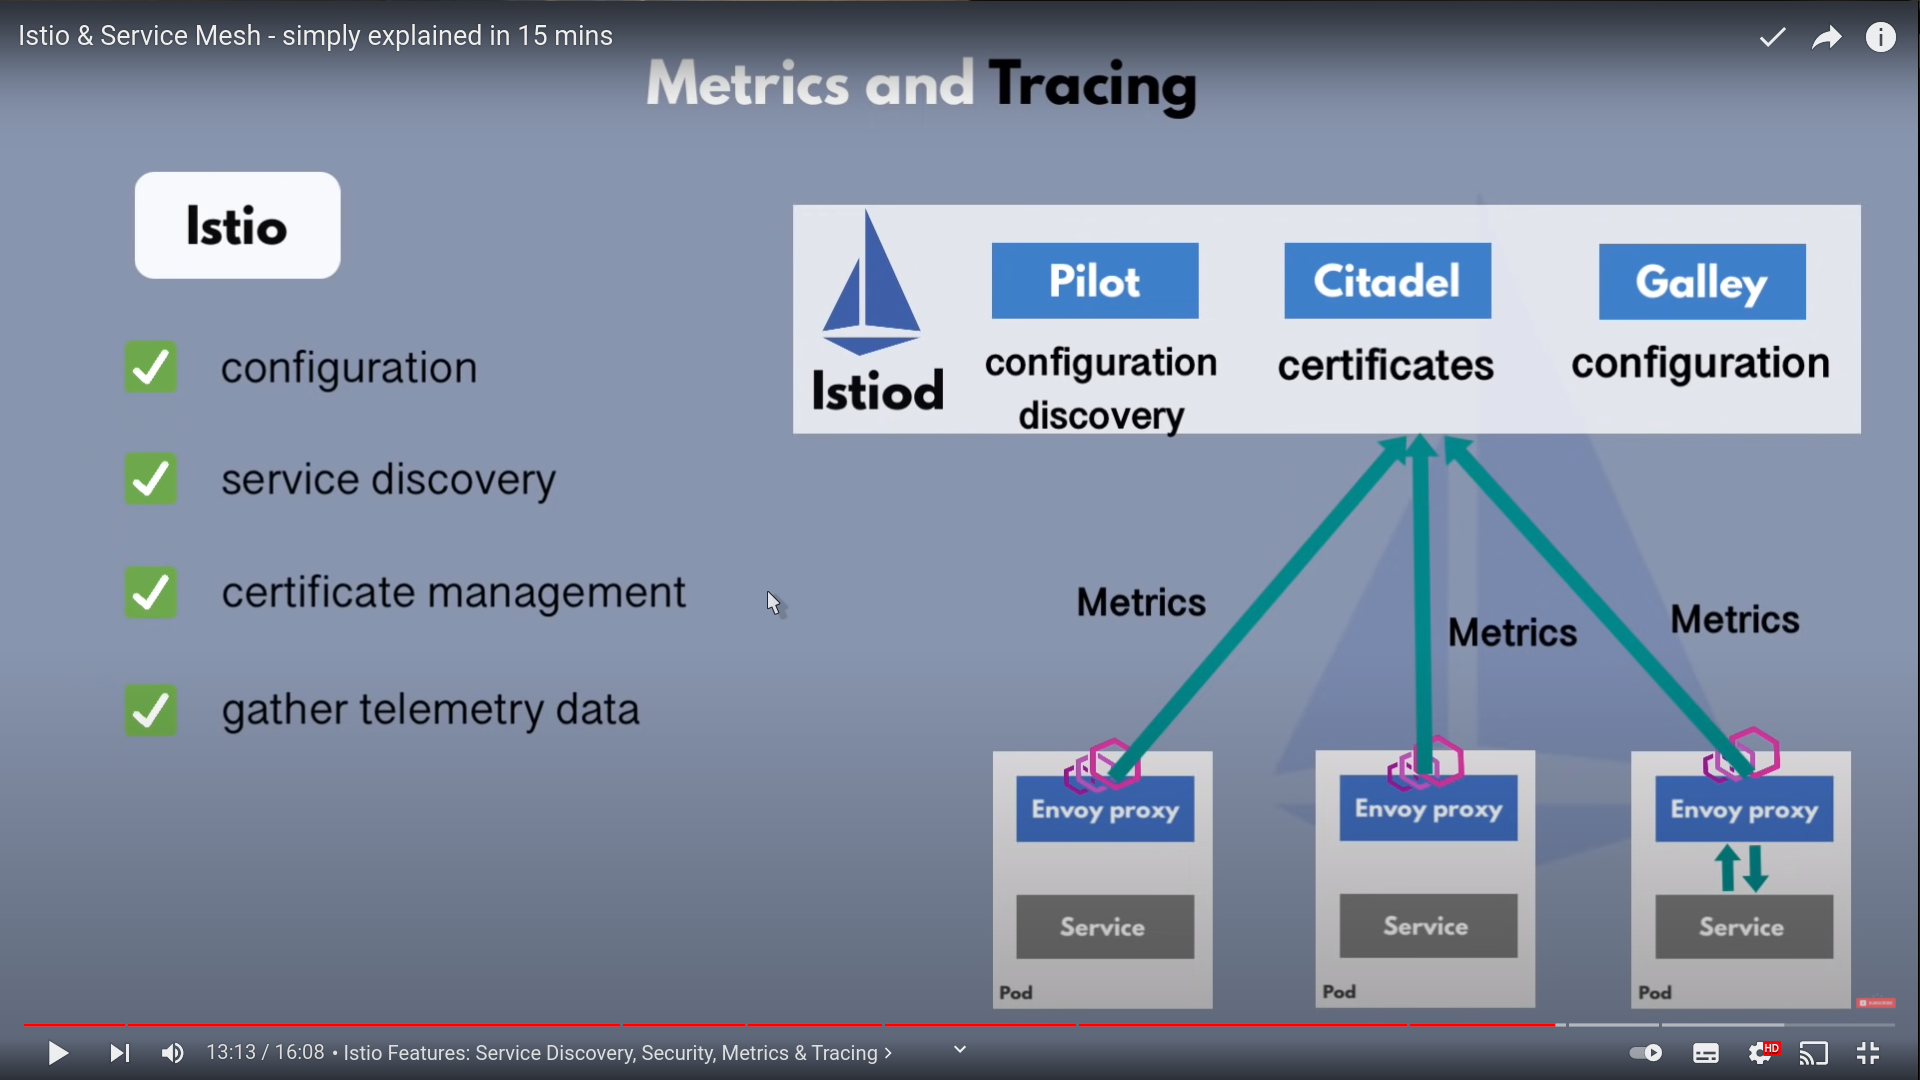 Istio & Service Mesh - simply explained in 15 mins
Metrics and Tracing
Istio
configuration
service discovery
certificate management
gather telemetry data
Istiod
Pilot
configuration
discovery
Citadel
certificates
Galley
configuration
Metrics
Metrics
Metrics
Envoy proxy
Service
Pod
Envoy proxy
Service
Pod
Envoy proxy
Service
Pod
SUBSCRIBE
13:13 / 16:08 • Istio Features: Service Discovery, Security, Metrics & Tracing
HD